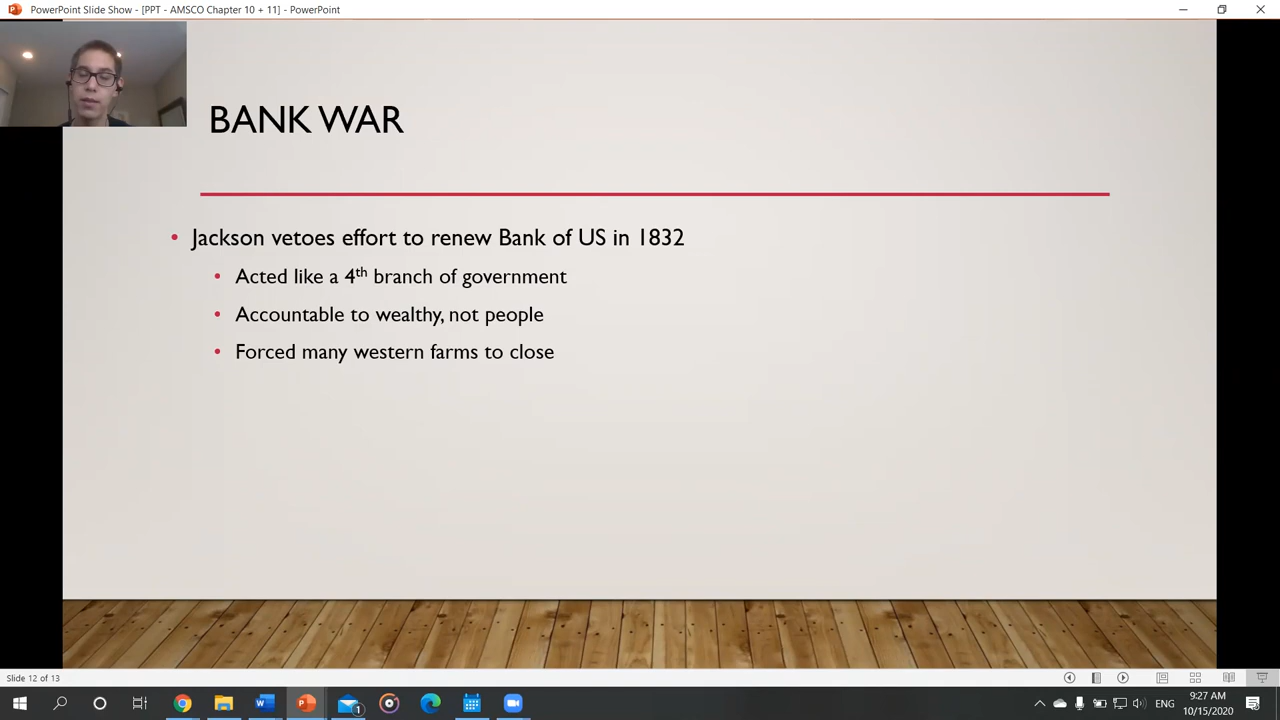 PowerPoint Slide Show - [PPT - AMSCO Chapter 10 + 11] - PowerPoint
BANK WAR
• Jackson vetoes effort to renew Bank of US in 1832
• Acted like a 4th branch of government
• Accountable to wealthy, not people
• Forced many western farms to close
Slide 12 of 13
ENG
9:27 AM
10/15/2020
1